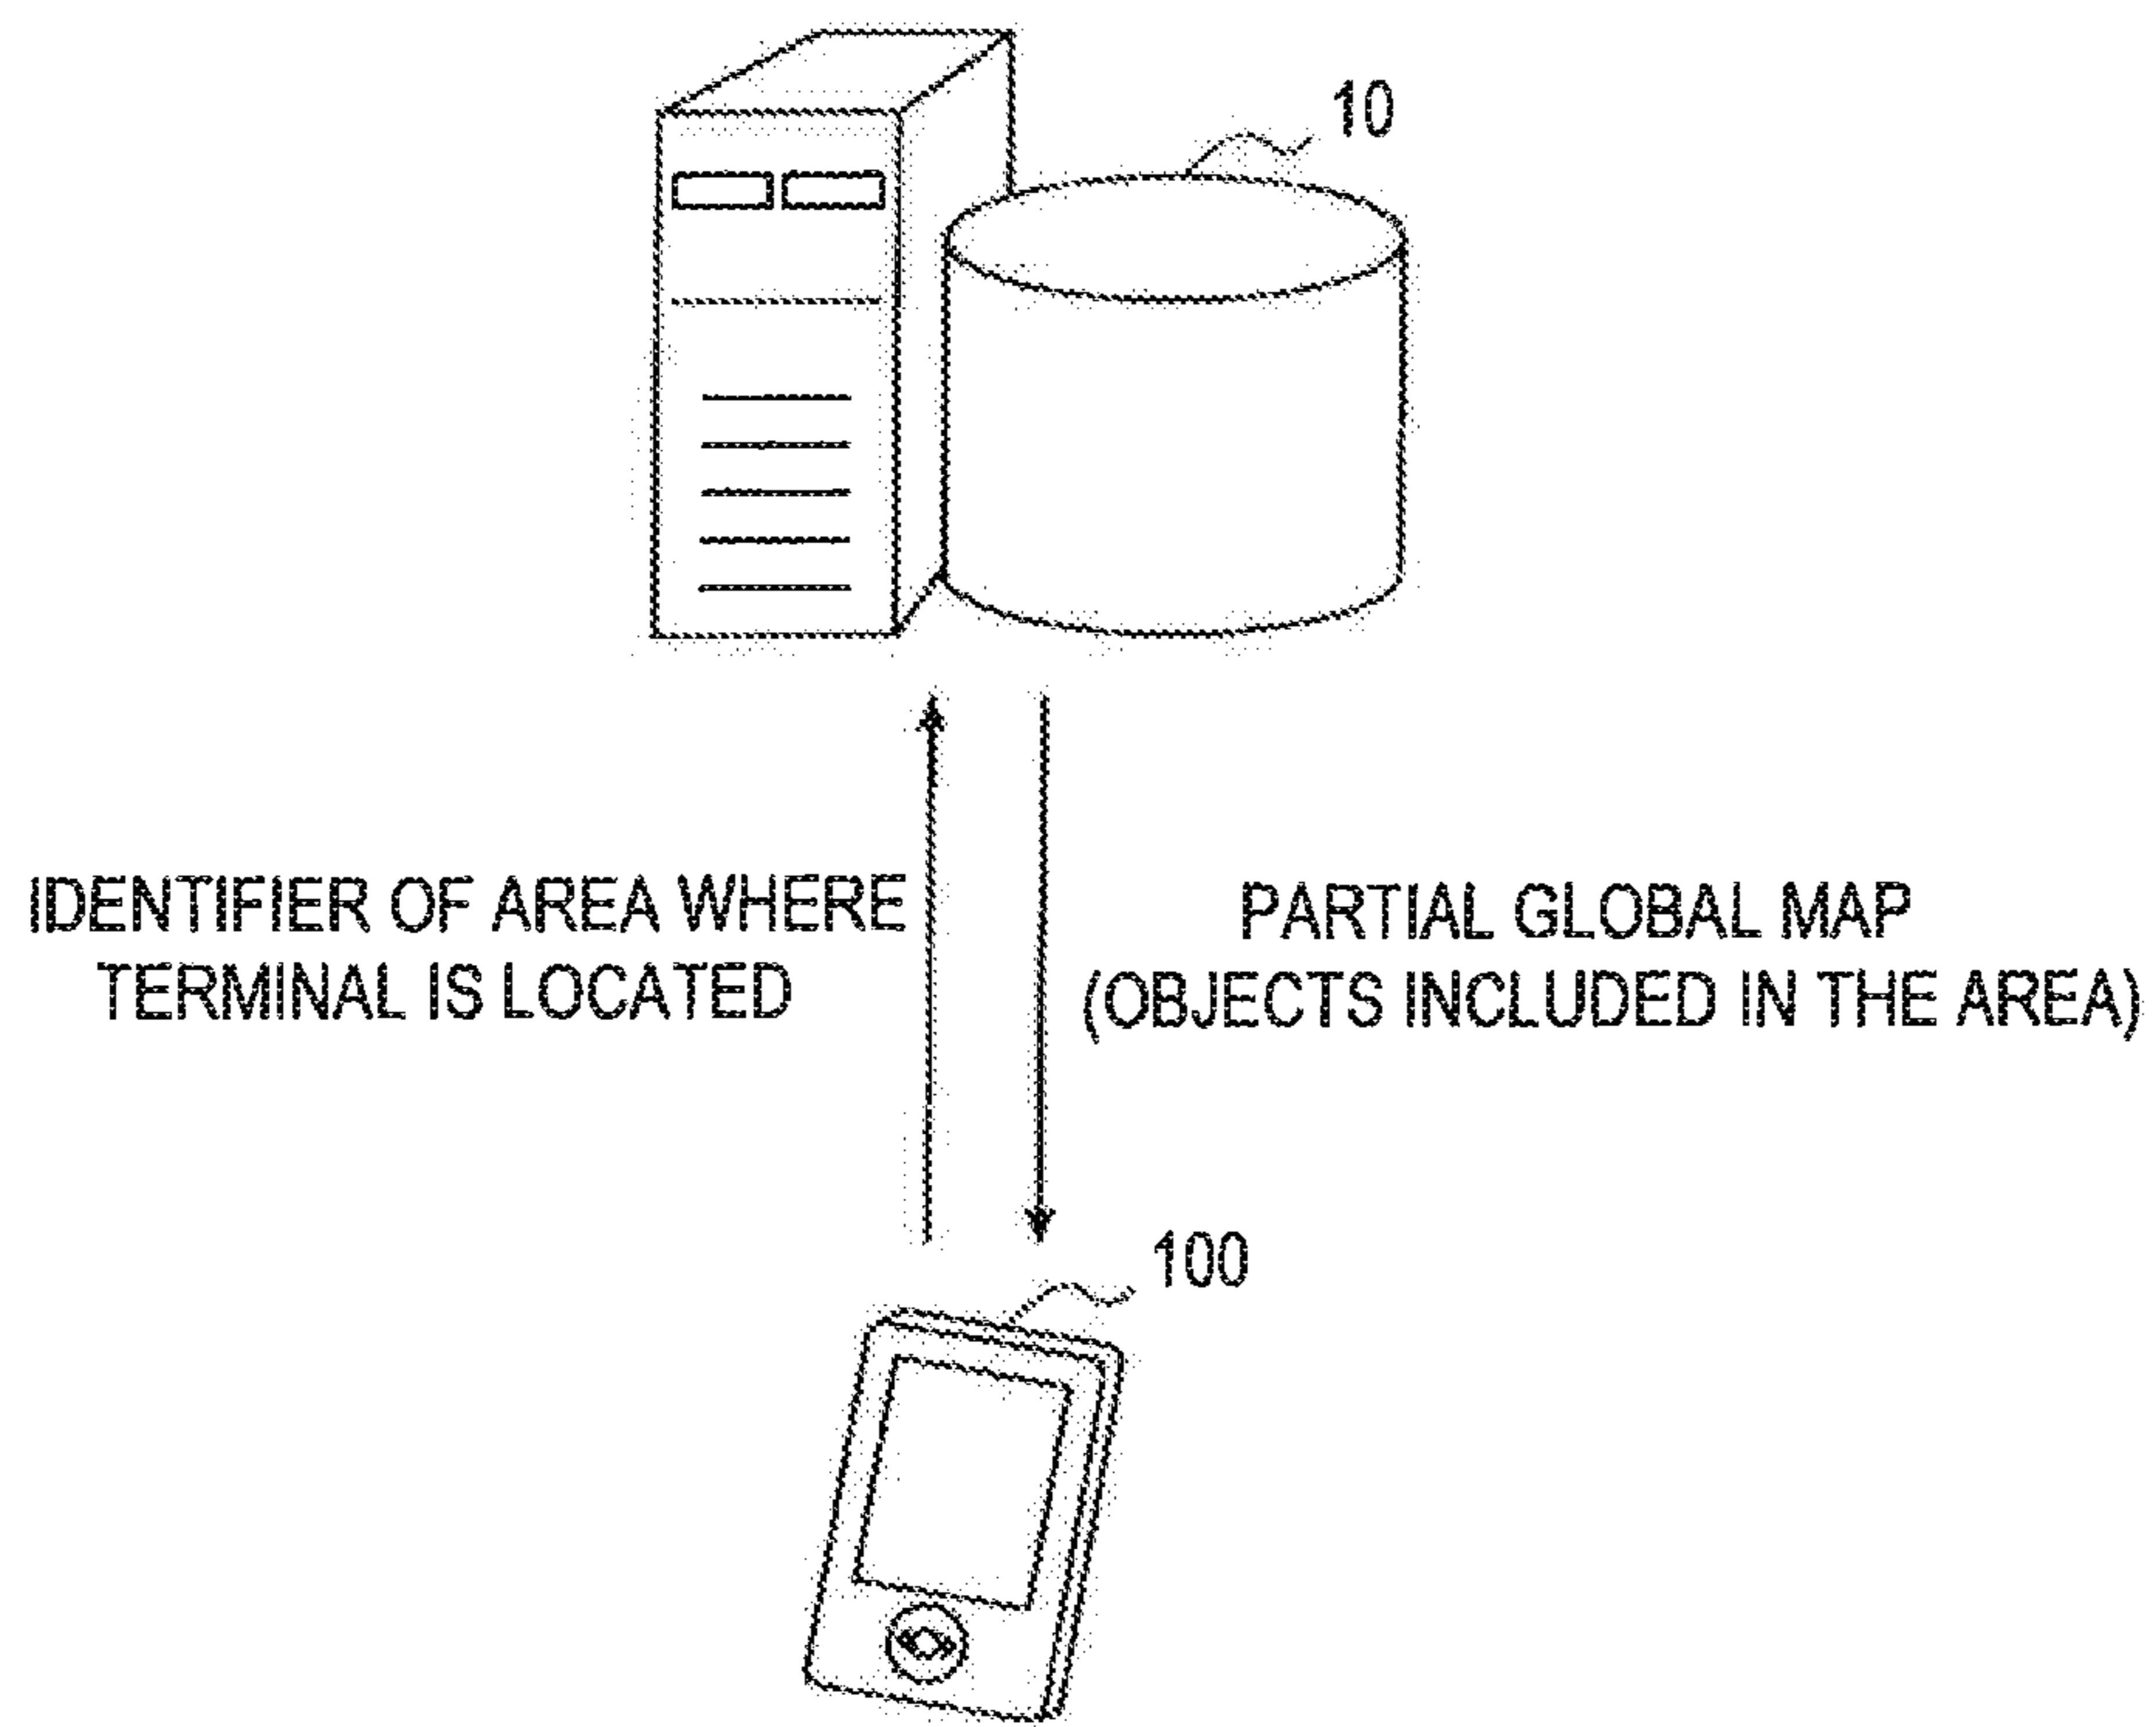 10
IDENTIFIER OF AREA WHERE
TERMINAL IS LOCATED
PARTIAL GLOBAL MAP
(OBJECTS INCLUDED IN THE AREA)
100